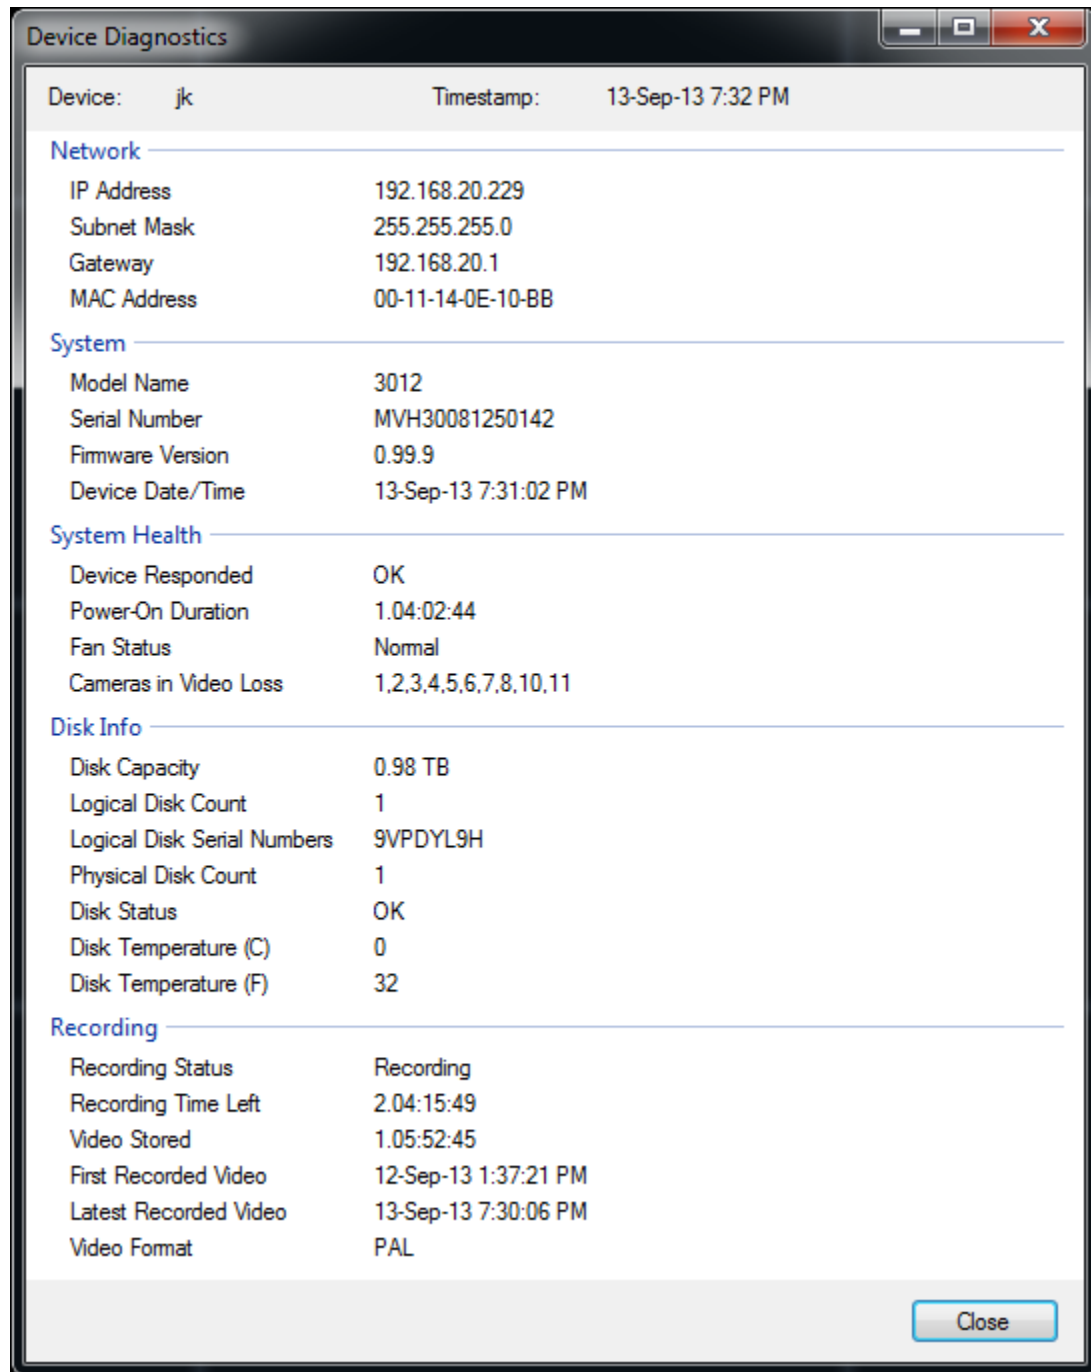 Device Diagnostics
Device: jk Timestamp: 13-Sep-13 7:32 PM
Network
IP Address 192.168.20.229
Subnet Mask 255.255.255.0
Gateway 192.168.20.1
MAC Address 00-11-14-0E-10-BB
System
Model Name 3012
Serial Number MVH30081250142
Firmware Version 0.99.9
Device Date/Time 13-Sep-13 7:31:02 PM
System Health
Device Responded OK
Power-On Duration 1.04:02:44
Fan Status Normal
Cameras in Video Loss 1,2,3,4,5,6,7,8,10,11
Disk Info
Disk Capacity 0.98 TB
Logical Disk Count 1
Logical Disk Serial Numbers 9VPDYL9H
Physical Disk Count 1
Disk Status OK
Disk Temperature (C) 0
Disk Temperature (F) 32
Recording
Recording Status Recording
Recording Time Left 2.04:15:49
Video Stored 1.05:52:45
First Recorded Video 12-Sep-13 1:37:21 PM
Latest Recorded Video 13-Sep-13 7:30:06 PM
Video Format PAL
Close